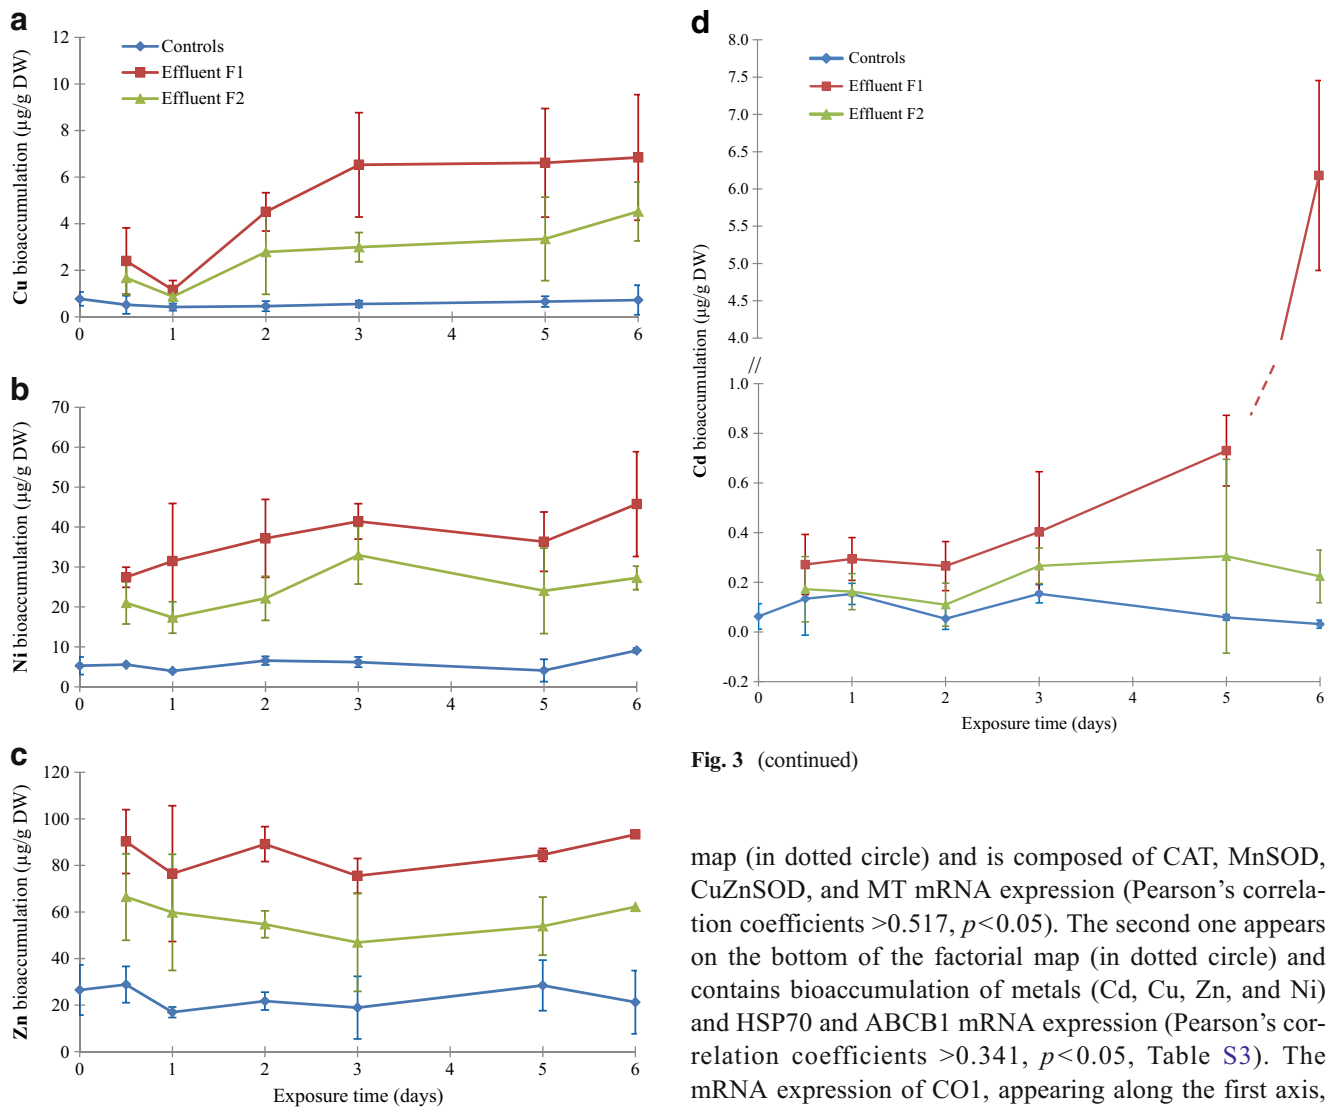 a
12
10
8
6
4
2
0
Cu bioaccumulation (µg/g DW)
Controls
Effluent F1
Effluent F2
0 1 2 3 4 5 6
b
70
60
50
40
30
20
10
0
Ni bioaccumulation (µg/g DW)
0 1 2 3 4 5 6
c
120
100
80
60
40
20
0
Zn bioaccumulation (µg/g DW)
0 1 2 3 4 5 6
Exposure time (days)
d
8.0
7.5
7.0
6.5
6.0
5.5
5.0
4.5
4.0
//
1.0
0.8
0.6
0.4
0.2
0.0
-0.2
Cd bioaccumulation (µg/g DW)
Controls
Effluent F1
Effluent F2
0 1 2 3 4 5 6
Exposure time (days)
Fig. 3 (continued)
map (in dotted circle) and is composed of CAT, MnSOD,
CuZnSOD, and MT mRNA expression (Pearson's correla-
tion coefficients >0.517, p<0.05). The second one appears
on the bottom of the factorial map (in dotted circle) and
contains bioaccumulation of metals (Cd, Cu, Zn, and Ni)
and HSP70 and ABCB1 mRNA expression (Pearson's cor-
relation coefficients >0.341, p<0.05, Table S3). The
mRNA expression of CO1, appearing along the first axis,